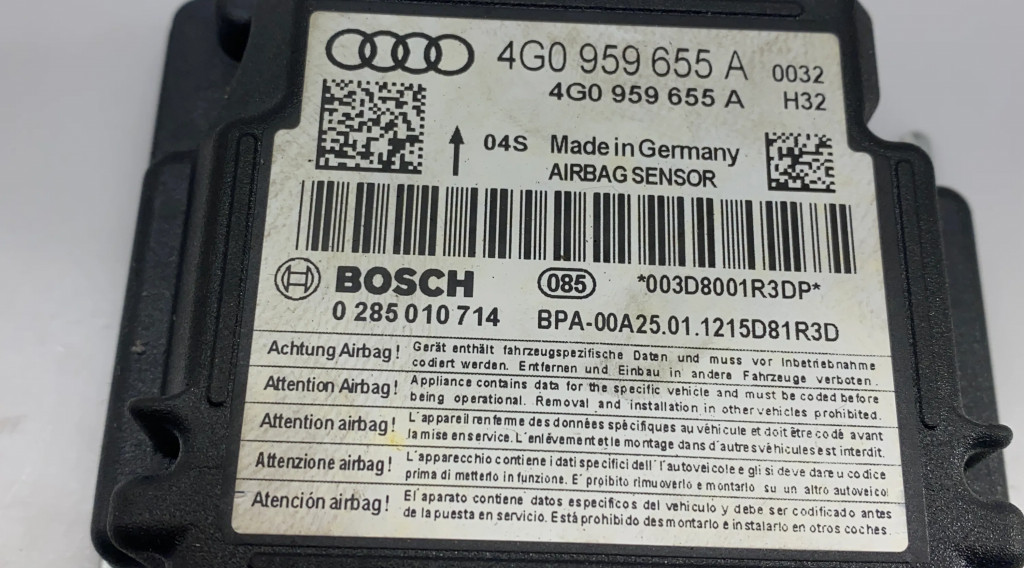 4G0 959 655 A 0032
4G0 959 655 A H32
04S Made in Germany
AIRBAG SENSOR
BOSCH 085 *003D8001R3DP*
0 285 010 714 BPA-00A25.01.1215D81R3D
Achtung Airbag! Gerät enthält fahrzeugspezifische Daten und muss vor Inbetriebnahme
codiert werden. Entfernen und Einbau in andere Fahrzeuge verboten.
Attention Airbag! Appliance contains data for the specific vehicle and must be coded before
being operational. Removal and installation in other vehicles prohibited.
Attention airbag! L'appareil renferme des données spécifiques au véhicule et doit être codé avant
la mise en service. L'enlévement et le montage dans d'autres véhicules est interdit.
Attenzione airbag! L'apparecchio contiene i dati specifici dell'l'autoveicolo e gli si deve dare u codice
prima di metterlo in funzione. E' proibito rimuoverlo e montarlo su un altro autoveicol
Atención airbag! El aparato contiene datos especificos del vehiculo y debe ser codificado antes
de la puesta en servicio. Está prohibido desmontarlo e instalarlo en otros coches.